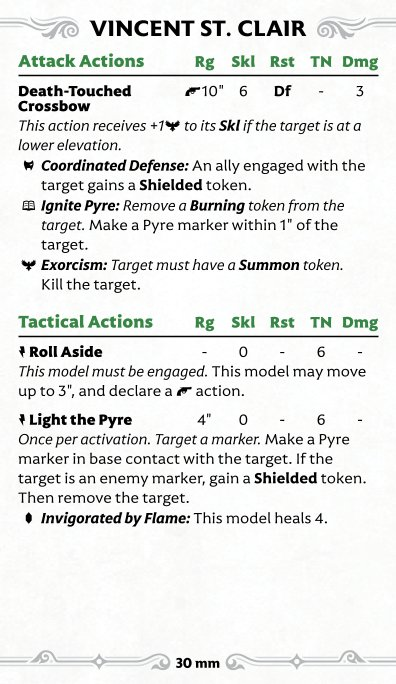 VINCENT ST. CLAIR
Attack Actions Rg Skl Rst TN Dmg
Death-Touched Crossbow 10" 6 Df - 3
This action receives +1 to its Skl if the target is at a
lower elevation.
Coordinated Defense: An ally engaged with the
target gains a Shielded token.
Ignite Pyre: Remove a Burning token from the
target. Make a Pyre marker within 1" of the
target.
Exorcism: Target must have a Summon token.
Kill the target.
Tactical Actions Rg Skl Rst TN Dmg
Roll Aside - 0 - 6 -
This model must be engaged. This model may move
up to 3", and declare a action.
Light the Pyre 4" 0 - 6 -
Once per activation. Target a marker. Make a Pyre
marker in base contact with the target. If the
target is an enemy marker, gain a Shielded token.
Then remove the target.
Invigorated by Flame: This model heals 4.
30 mm